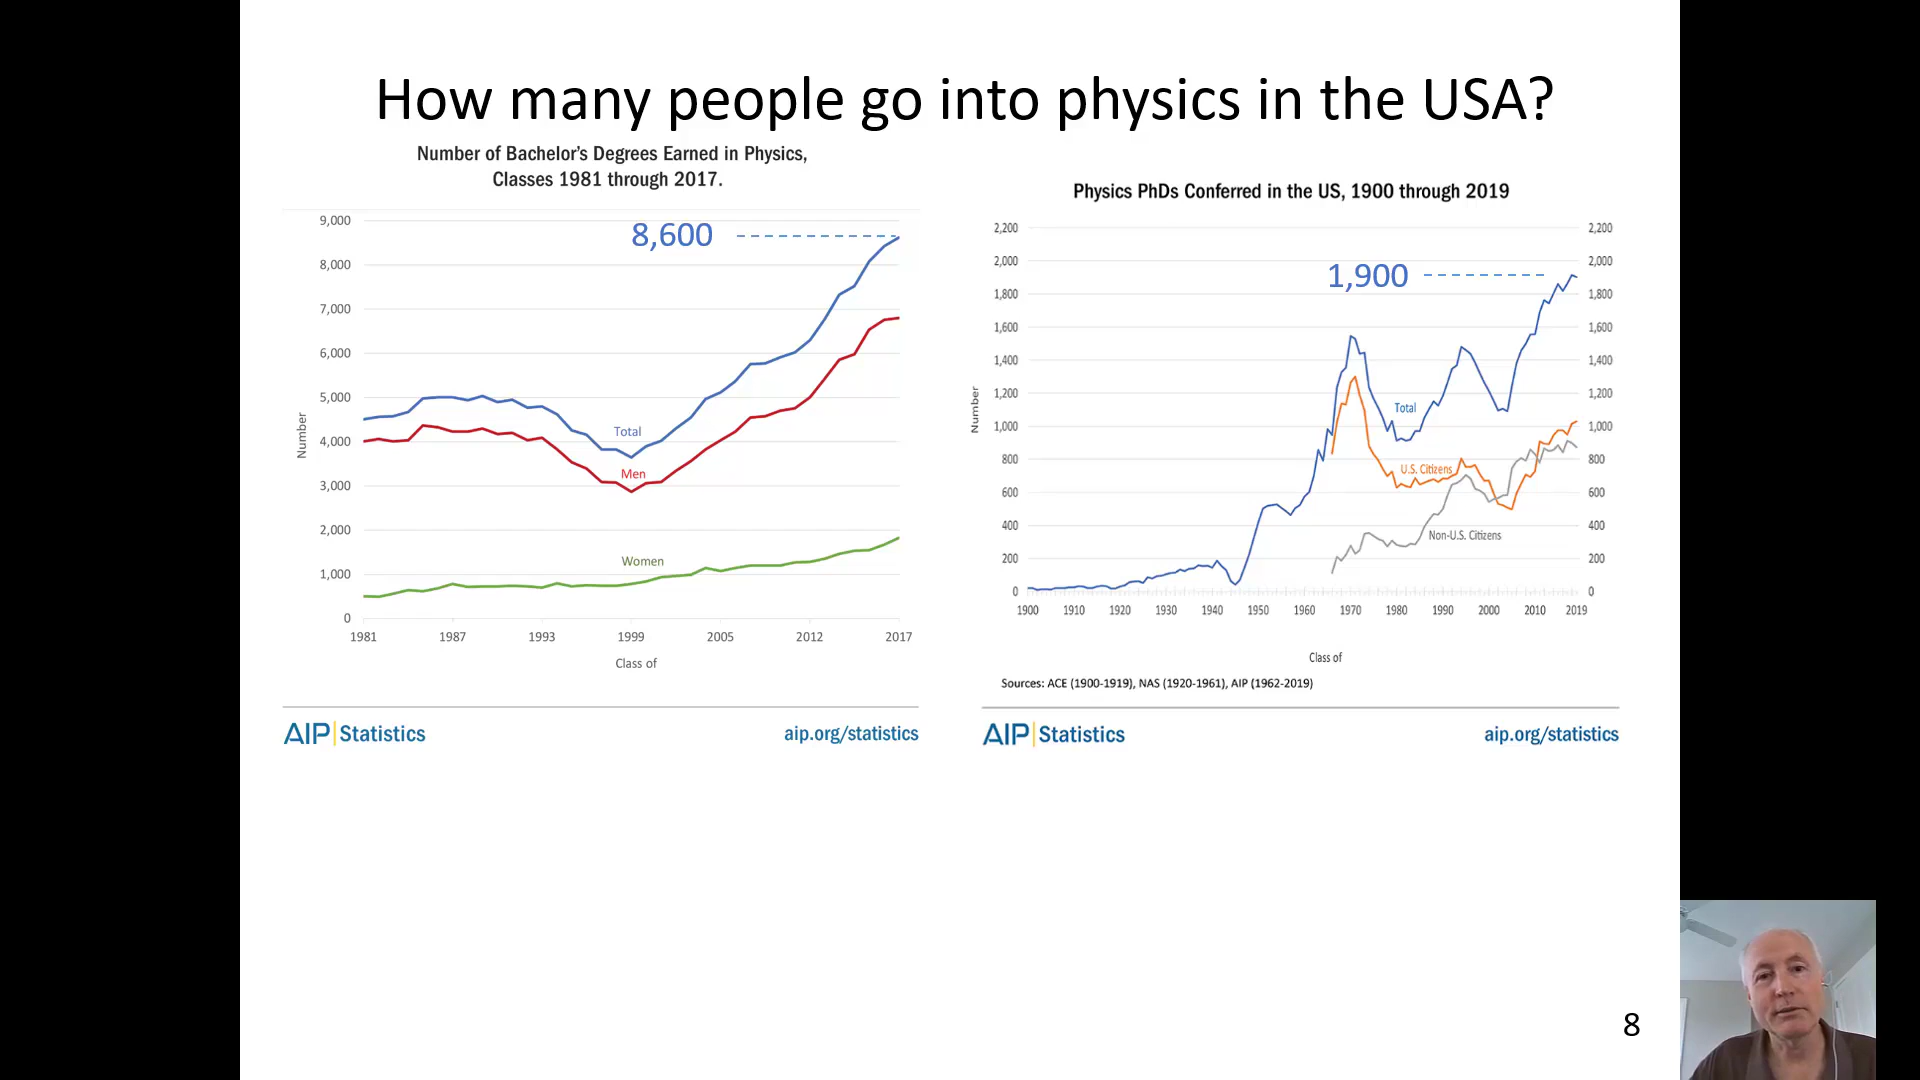 How many people go into physics in the USA?
Number of Bachelor's Degrees Earned in Physics,
Classes 1981 through 2017.
9,000
8,000
7,000
6,000
5,000
4,000
3,000
2,000
1,000
0
Number
8,600
Total
Men
Women
1981 1987 1993 1999 2005 2012 2017
Class of
AIP Statistics
aip.org/statistics
Physics PhDs Conferred in the US, 1900 through 2019
2,200
2,000
1,800
1,600
1,400
1,200
1,000
800
600
400
200
0
Number
1,900
Total
U.S. Citizens
Non-U.S. Citizens
2,200
2,000
1,800
1,600
1,400
1,200
1,000
800
600
400
200
0
1900 1910 1920 1930 1940 1950 1960 1970 1980 1990 2000 2010 2019
Class of
Sources: ACE (1900-1919), NAS (1920-1961), AIP (1962-2019)
AIP Statistics
aip.org/statistics
8